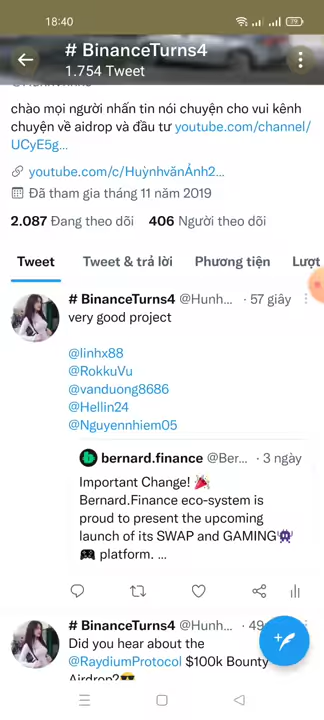 18:40
79
# BinanceTurns4
1.754 Tweet
chào mọi người nhấn tin nói chuyện cho vui kênh
chuyện về aidrop và đầu tư youtube.com/channel/
UCyE5g...
youtube.com/c/HuỳnhvănẢnh2...
Đã tham gia tháng 11 năm 2019
2.087 Đang theo dõi 406 Người theo dõi
Tweet Tweet & trả lời Phương tiện Lượt
# BinanceTurns4 @Hunh... · 57 giây
very good project
@linhx88
@RokkuVu
@vanduong8686
@Hellin24
@Nguyennhiem05
bernard.finance @Ber... · 3 ngày
Important Change! 🎉
Bernard.Finance eco-system is
proud to present the upcoming
launch of its SWAP and GAMING👾
🎮 platform. ...
# BinanceTurns4 @Hunh... · 49
Did you hear about the
@RaydiumProtocol $100k Bounty
Airdrop?😎